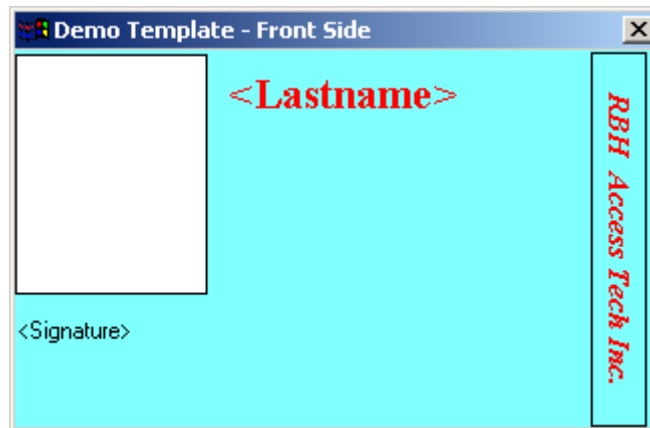 Demo Template - Front Side
<Lastname>
<Signature>
RBH Access Tech Inc.